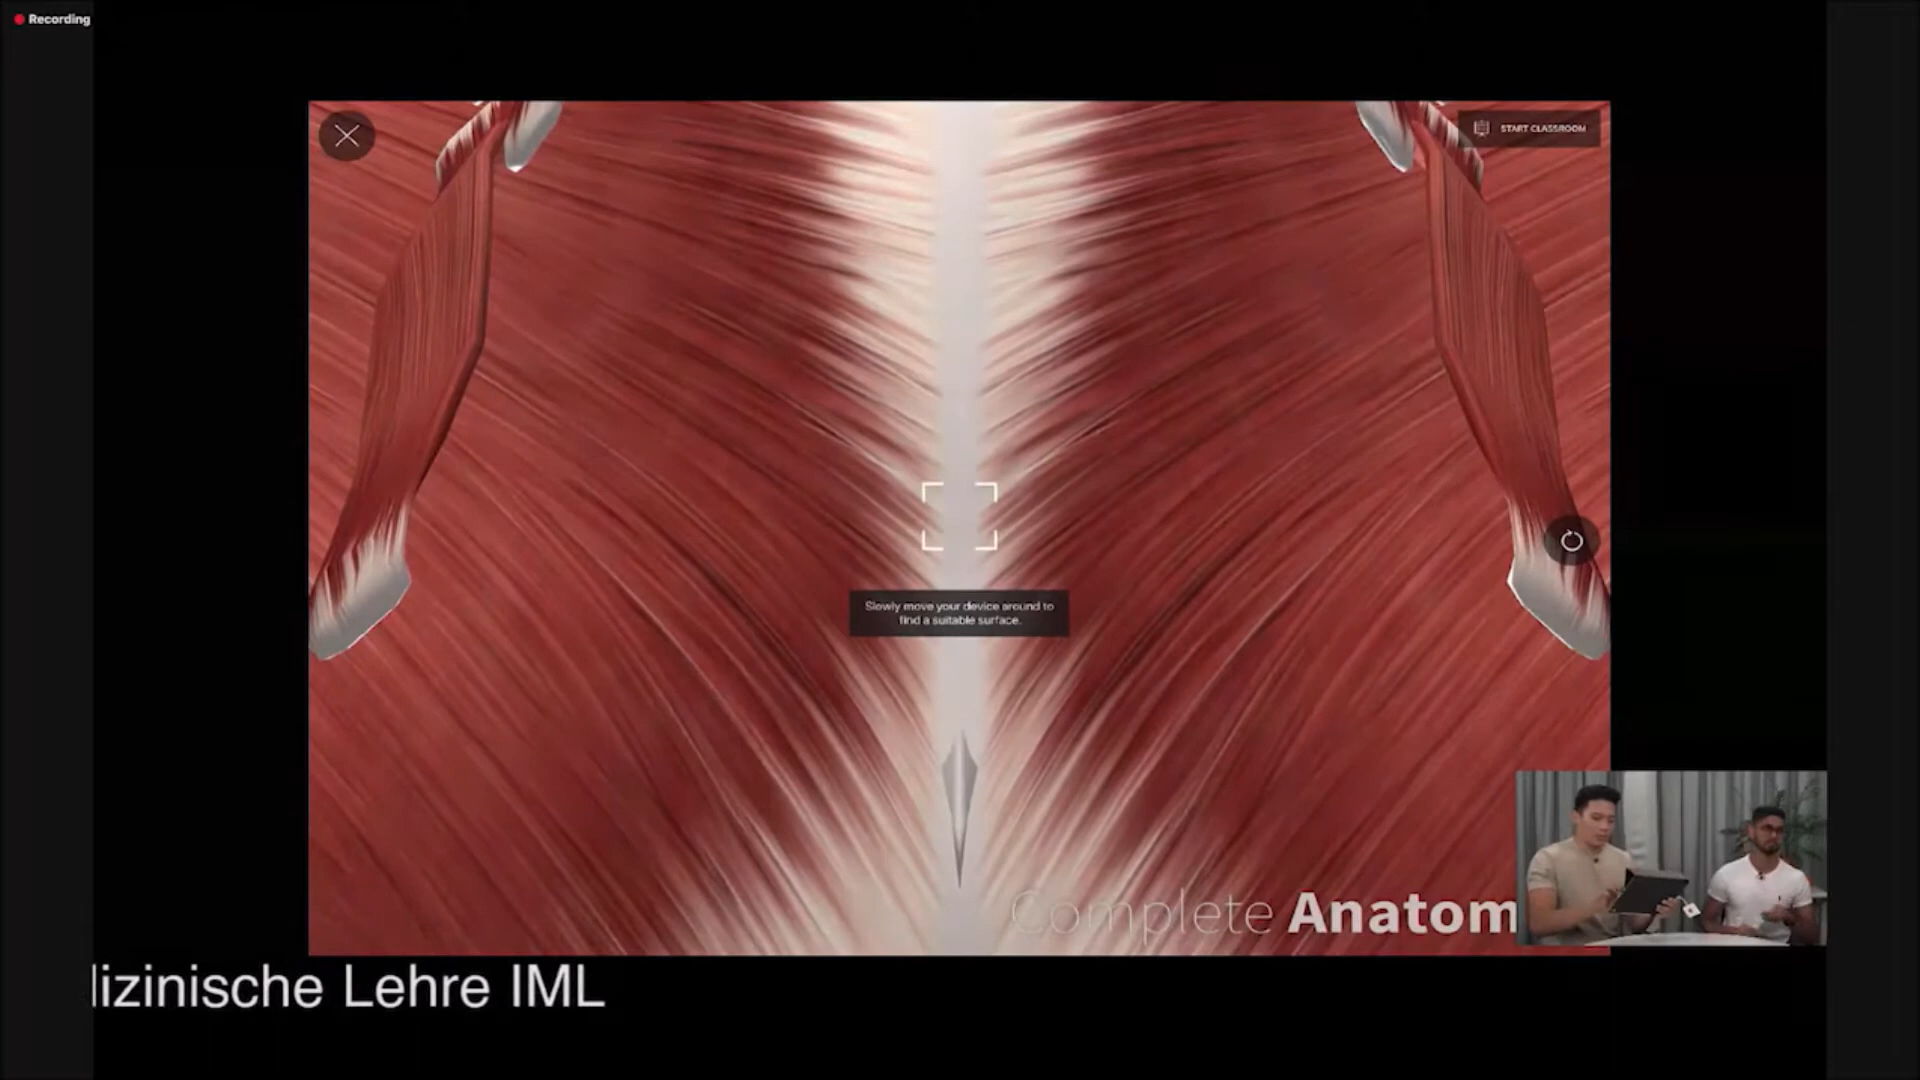 Recording
START CLASSROOM
Slowly move your device around to
find a suitable surface.
Complete Anatom
lizinische Lehre IML